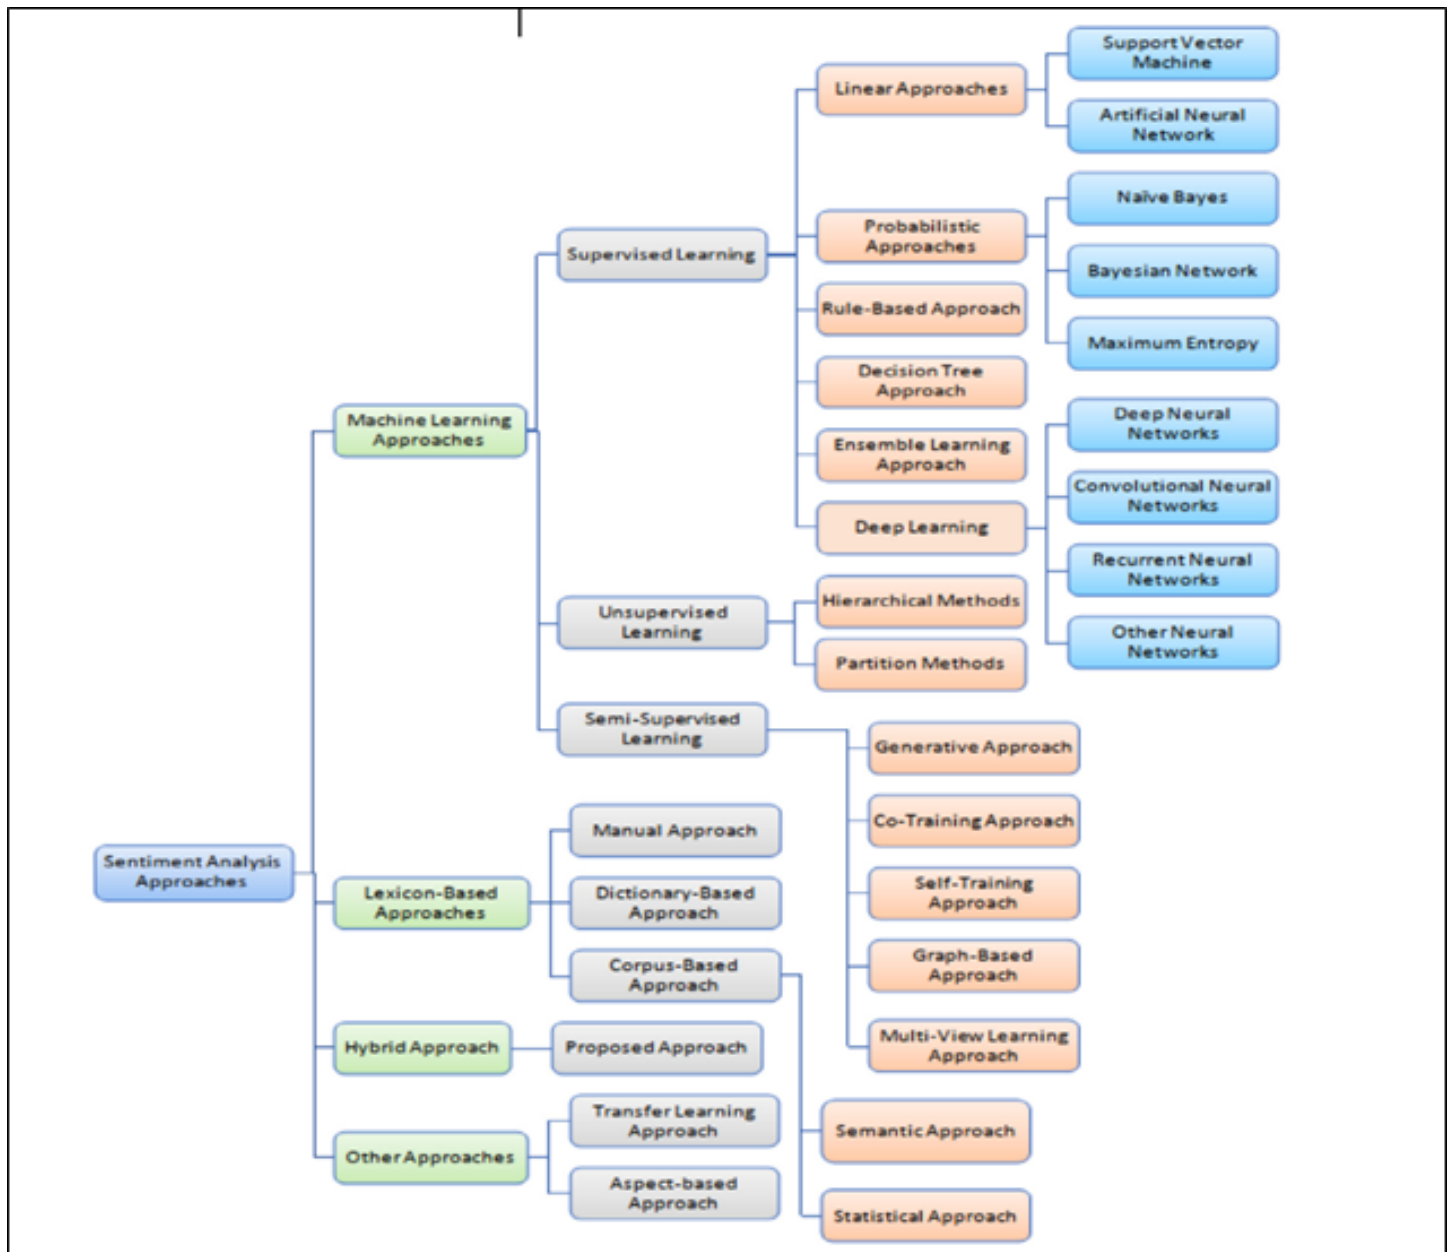 Sentiment Analysis
Approaches
Machine Learning
Approaches
Supervised Learning
Linear Approaches
Support Vector
Machine
Artificial Neural
Network
Probabilistic
Approaches
Naïve Bayes
Bayesian Network
Maximum Entropy
Rule-Based Approach
Decision Tree
Approach
Ensemble Learning
Approach
Deep Learning
Deep Neural
Networks
Convolutional Neural
Networks
Recurrent Neural
Networks
Other Neural
Networks
Unsupervised
Learning
Hierarchical Methods
Partition Methods
Semi-Supervised
Learning
Generative Approach
Co-Training Approach
Self-Training
Approach
Graph-Based
Approach
Multi-View Learning
Approach
Lexicon-Based
Approaches
Manual Approach
Dictionary-Based
Approach
Corpus-Based
Approach
Semantic Approach
Statistical Approach
Hybrid Approach
Proposed Approach
Other Approaches
Transfer Learning
Approach
Aspect-based
Approach